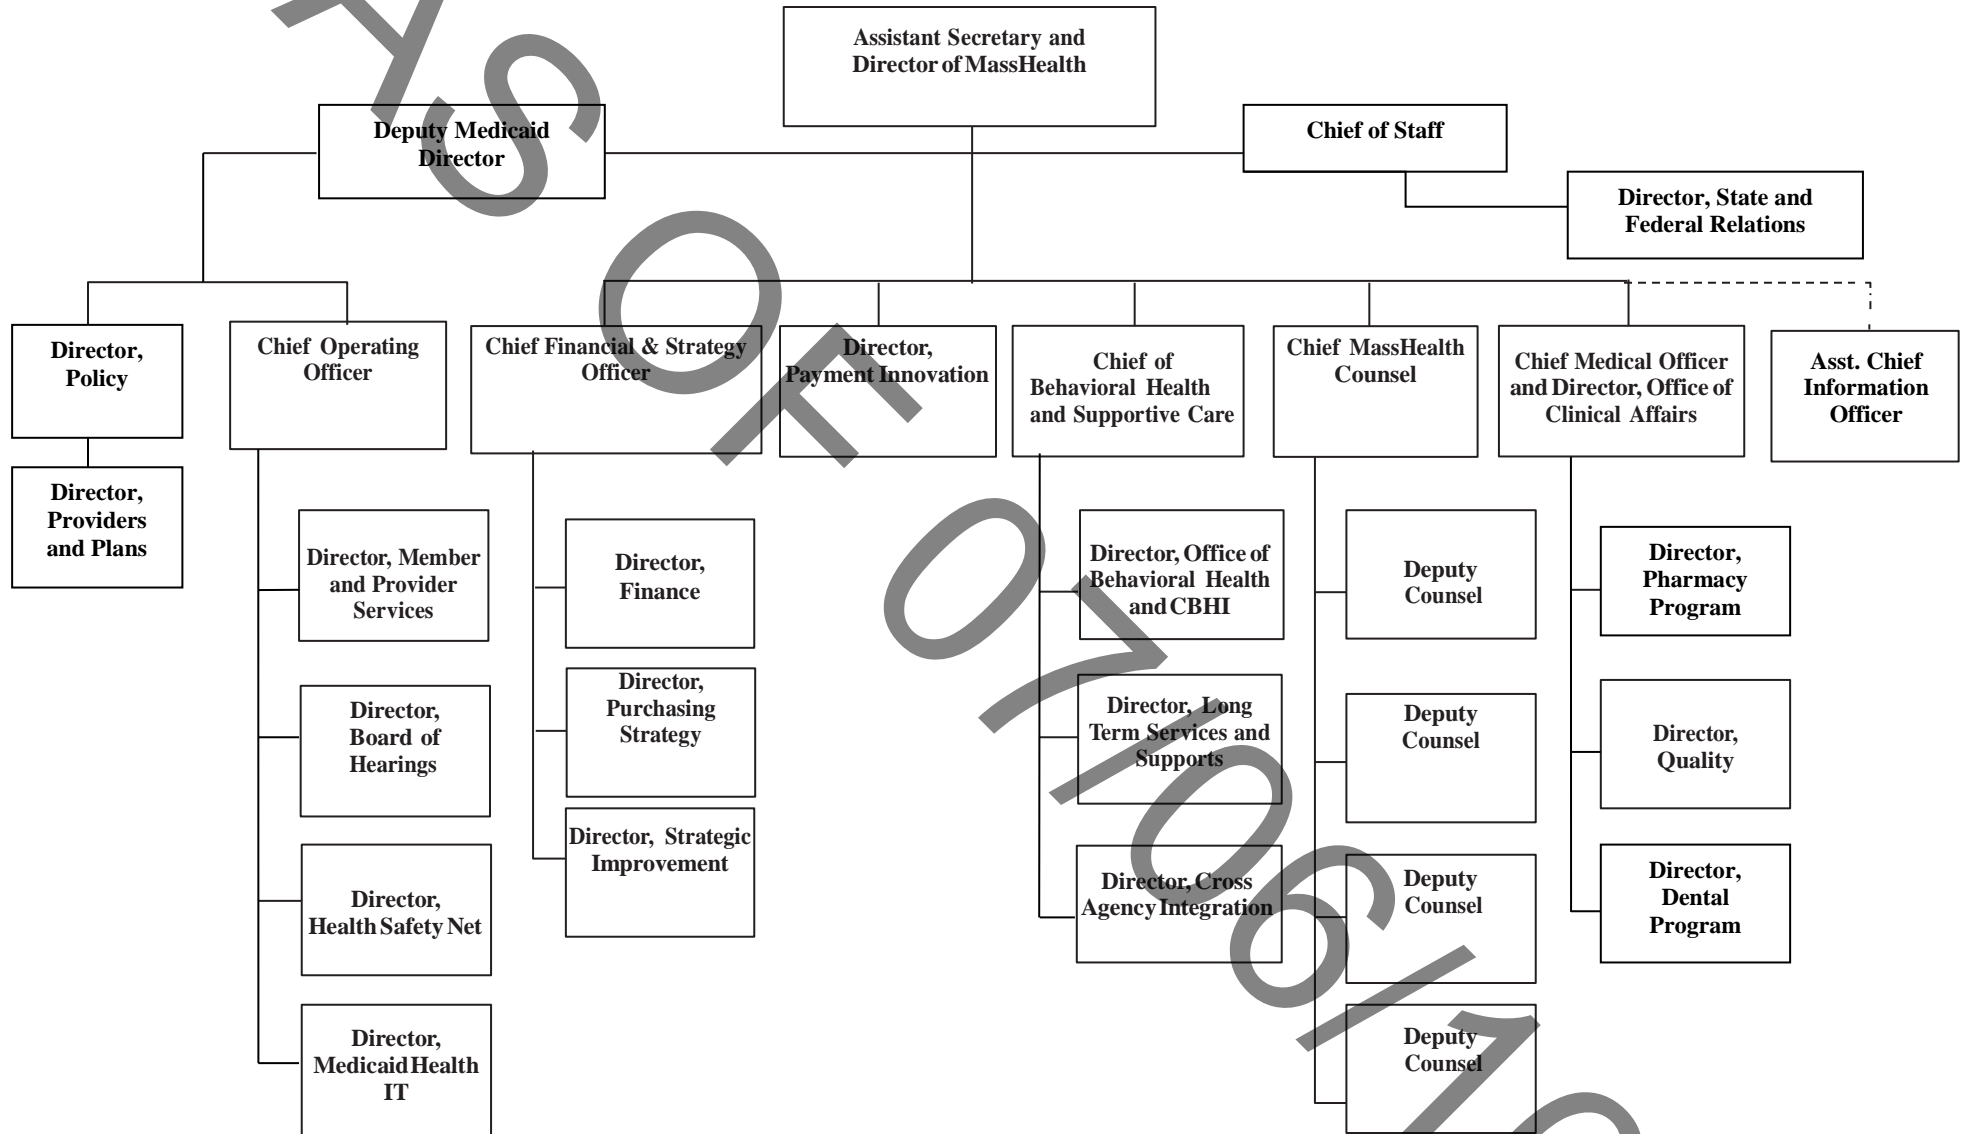 Assistant Secretary and
Director of MassHealth
Deputy Medicaid
Director
Chief of Staff
Director, State and
Federal Relations
Director,
Policy
Chief Operating
Officer
Chief Financial & Strategy
Officer
Director,
Payment Innovation
Chief of
Behavioral Health
and Supportive Care
Chief MassHealth
Counsel
Chief Medical Officer
and Director, Office of
Clinical Affairs
Asst. Chief
Information
Officer
Director,
Providers
and Plans
Director, Member
and Provider
Services
Director,
Board of
Hearings
Director,
Health Safety Net
Director,
Medicaid Health
IT
Director,
Finance
Director,
Purchasing
Strategy
Director, Strategic
Improvement
Director, Office of
Behavioral Health
and CBHI
Director, Long
Term Services and
Supports
Director, Cross
Agency Integration
Deputy
Counsel
Deputy
Counsel
Deputy
Counsel
Deputy
Counsel
Director,
Pharmacy
Program
Director,
Quality
Director,
Dental
Program
AS OF 07/06/1